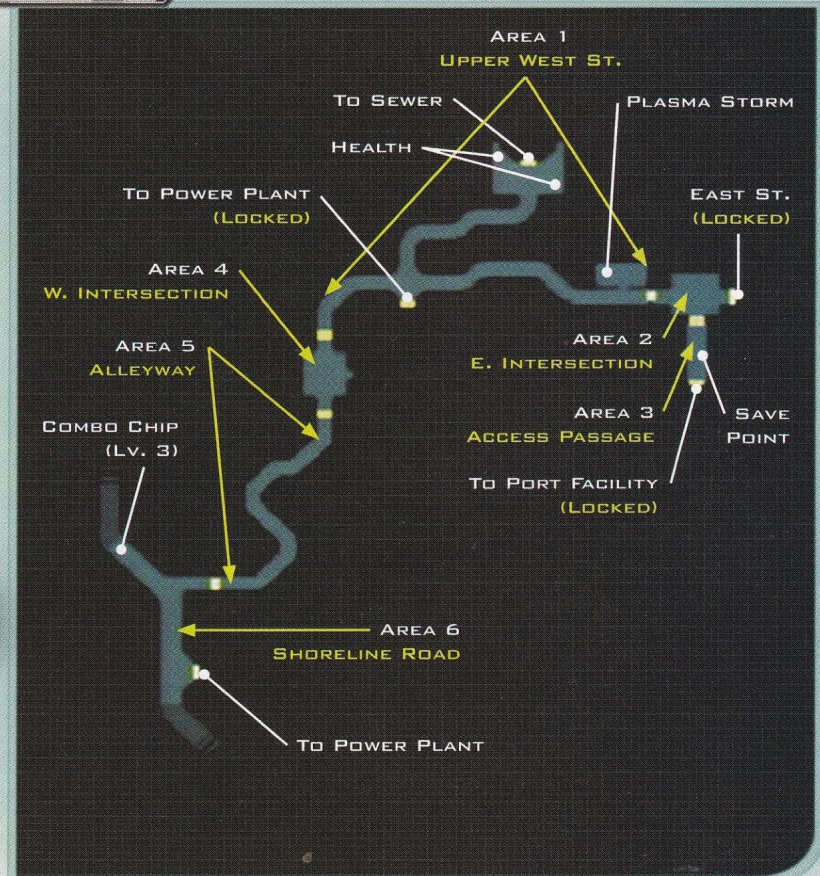 Area 1
Upper West St.
To Sewer
Plasma Storm
Health
To Power Plant
(Locked)
East St.
(Locked)
Area 4
W. Intersection
Area 2
E. Intersection
Area 5
Alleyway
Area 3
Access Passage
Save
Point
Combo Chip
(Lv. 3)
To Port Facility
(Locked)
Area 6
Shoreline Road
To Power Plant